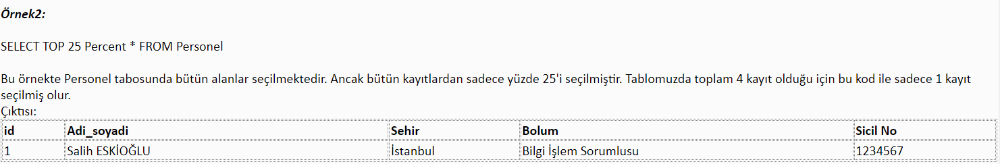 Örnek2:
SELECT TOP 25 Percent * FROM Personel
Bu örnekte Personel tabosunda bütün alanlar seçilmektedir. Ancak bütün kayıtlardan sadece yüzde 25'i seçilmiştir. Tablomuzda toplam 4 kayıt olduğu için bu kod ile sadece 1 kayıt
seçilmiş olur.
Çıktısı:
id Adi_soyadi Sehir Bolum Sicil No
1 Salih ESKİOĞLU İstanbul Bilgi İşlem Sorumlusu 1234567